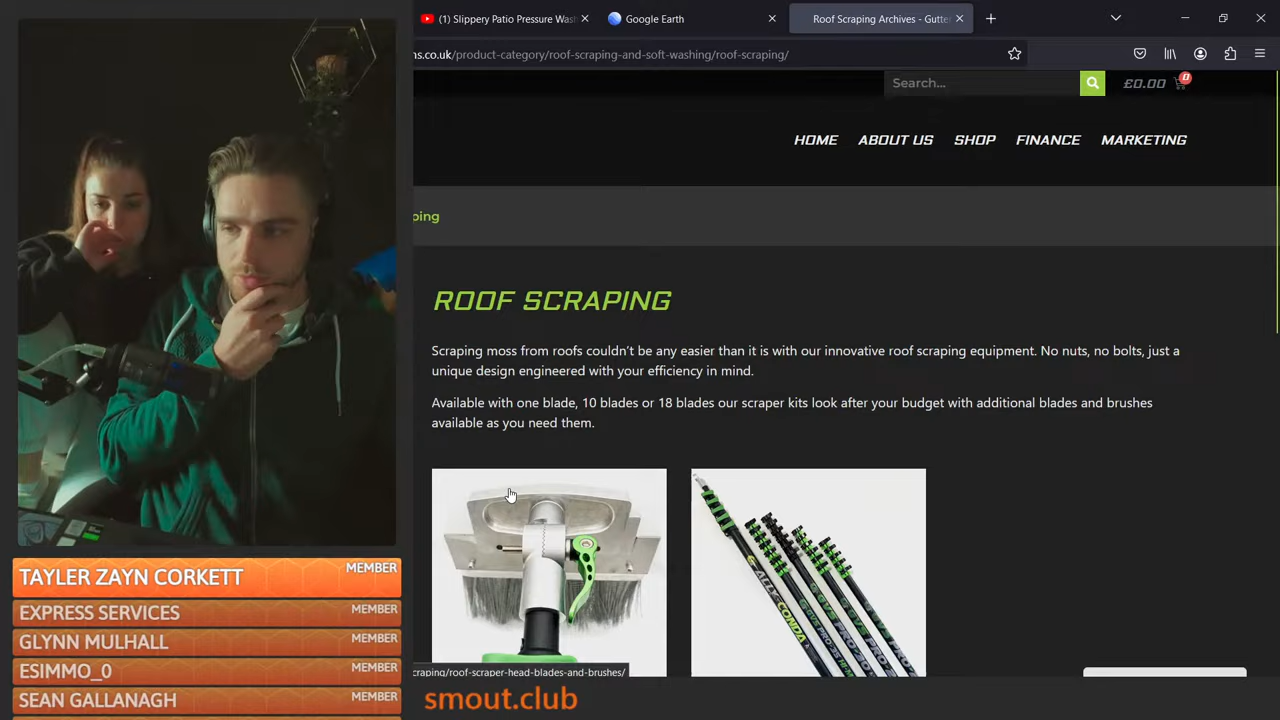 (1) Slippery Patio Pressure Was
Google Earth
Roof Scraping Archives - Gutte
ns.co.uk/product-category/roof-scraping-and-soft-washing/roof-scraping/
Search...
£0.00
0
HOME
ABOUT US
SHOP
FINANCE
MARKETING
ping
ROOF SCRAPING
Scraping moss from roofs couldn't be any easier than it is with our innovative roof scraping equipment. No nuts, no bolts, just a
unique design engineered with your efficiency in mind.
Available with one blade, 10 blades or 18 blades our scraper kits look after your budget with additional blades and brushes
available as you need them.
craping/roof-scraper-head-blades-and-brushes/
TAYLER ZAYN CORKETT
MEMBER
EXPRESS SERVICES
MEMBER
GLYNN MULHALL
MEMBER
ESIMMO_0
MEMBER
SEAN GALLANAGH
MEMBER
smout.club